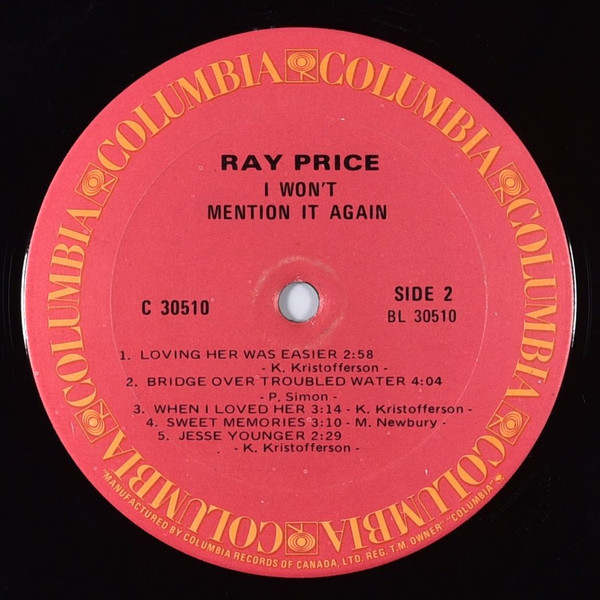 COLUMBIA COLUMBIA COLUMBIA COLUMBIA COLUMBIA COLUMBIA
RAY PRICE
I WON'T
MENTION IT AGAIN
C 30510
SIDE 2
BL 30510
1. LOVING HER WAS EASIER 2:58
- K. Kristofferson -
2. BRIDGE OVER TROUBLED WATER 4:04
- P. Simon -
3. WHEN I LOVED HER 3:14 - K. Kristofferson -
4. SWEET MEMORIES 3:10 - M. Newbury -
5. JESSE YOUNGER 2:29
- K. Kristofferson -
"MANUFACTURED BY COLUMBIA RECORDS OF CANADA, LTD. REG. T.M. OWNER" "COLUMBIA"